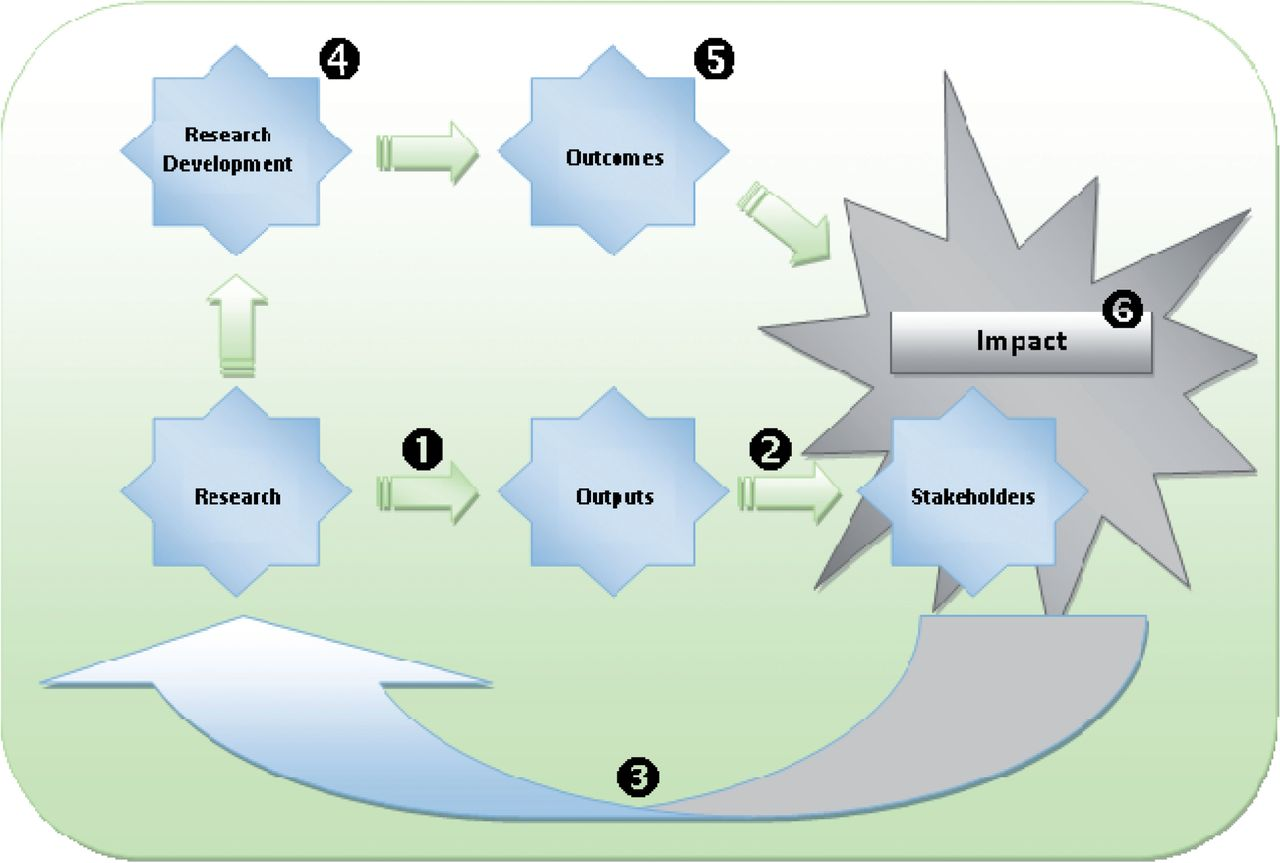 4
5
Research
Development
Outcomes
6
Impact
1
2
Research
Outputs
Stakeholders
3